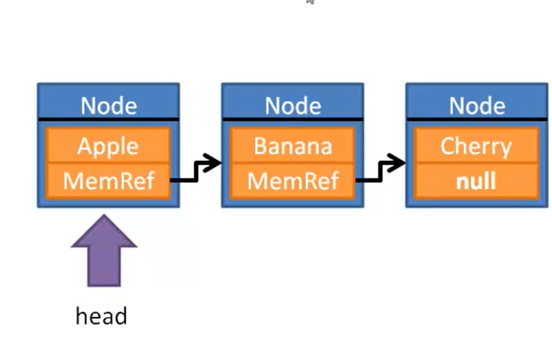 Node
Apple
MemRef
Node
Banana
MemRef
Node
Cherry
null
head